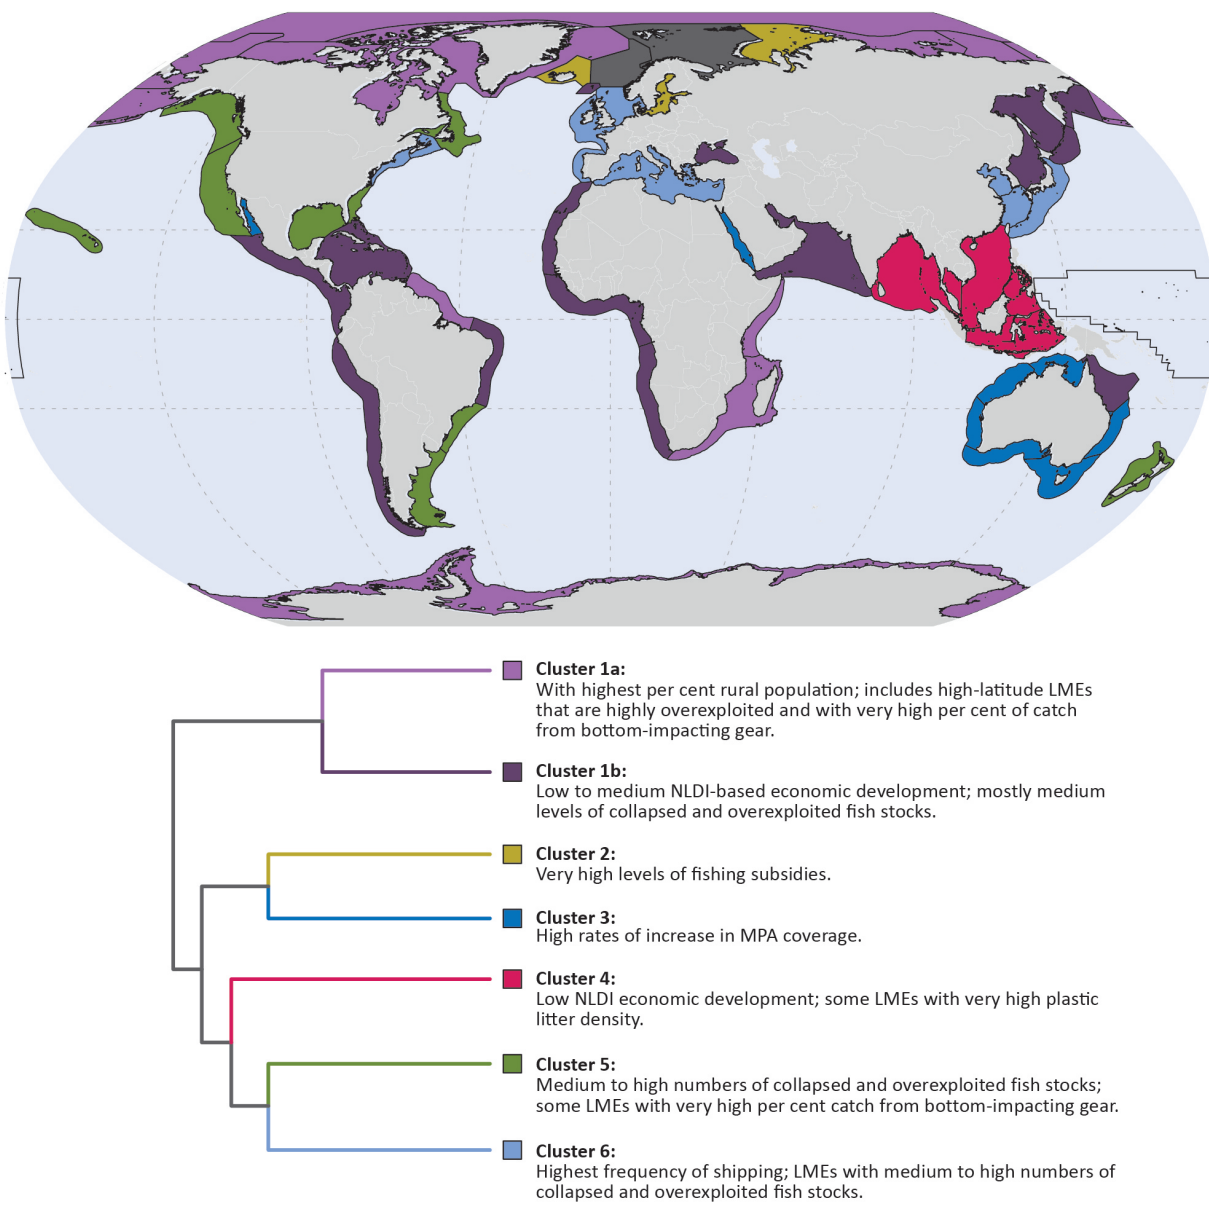 Cluster 1a:
With highest per cent rural population; includes high-latitude LMEs
that are highly overexploited and with very high per cent of catch
from bottom-impacting gear.
Cluster 1b:
Low to medium NLDI-based economic development; mostly medium
levels of collapsed and overexploited fish stocks.
Cluster 2:
Very high levels of fishing subsidies.
Cluster 3:
High rates of increase in MPA coverage.
Cluster 4:
Low NLDI economic development; some LMEs with very high plastic
litter density.
Cluster 5:
Medium to high numbers of collapsed and overexploited fish stocks;
some LMEs with very high per cent catch from bottom-impacting gear.
Cluster 6:
Highest frequency of shipping; LMEs with medium to high numbers of
collapsed and overexploited fish stocks.